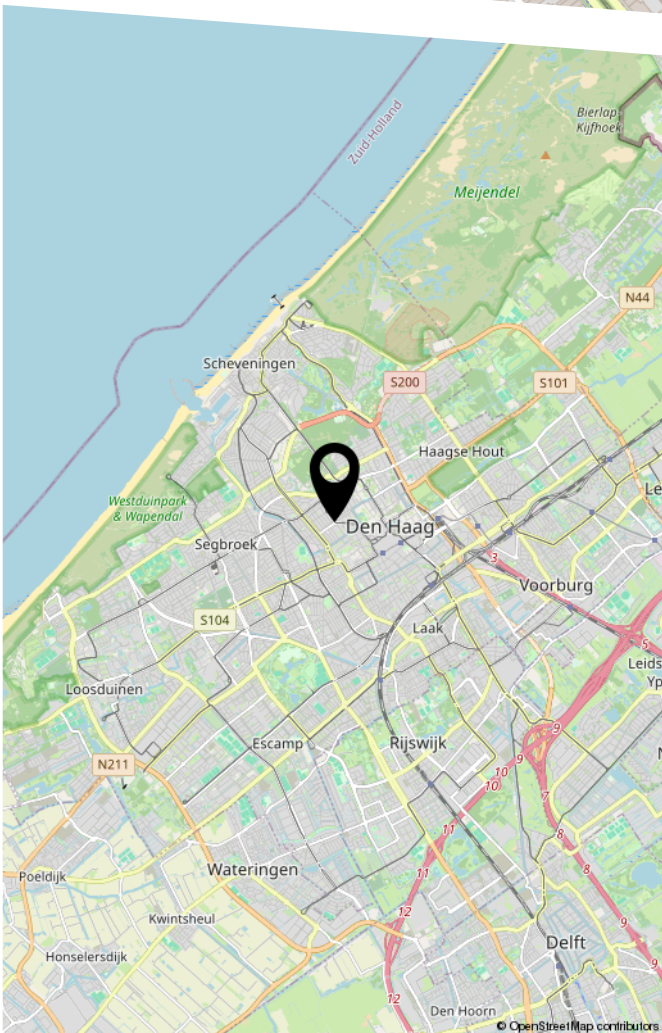 Zuid-Holland
Bierlap
Kijfhoek
Meijendel
N44
Scheveningen
S200
S101
Haagse Hout
Westduinpark
& Wapendal
Den Haag
Segbroek
3
Voorburg
S104
Laak
5
Loosduinen
9
Escamp
Rijswijk
9
N211
10
10
7
11
8
Wateringen
11
8
Poeldijk
12
Kwintsheul
9
Delft
Honselersdijk
9
12
Den Hoorn
© OpenStreetMap contributors